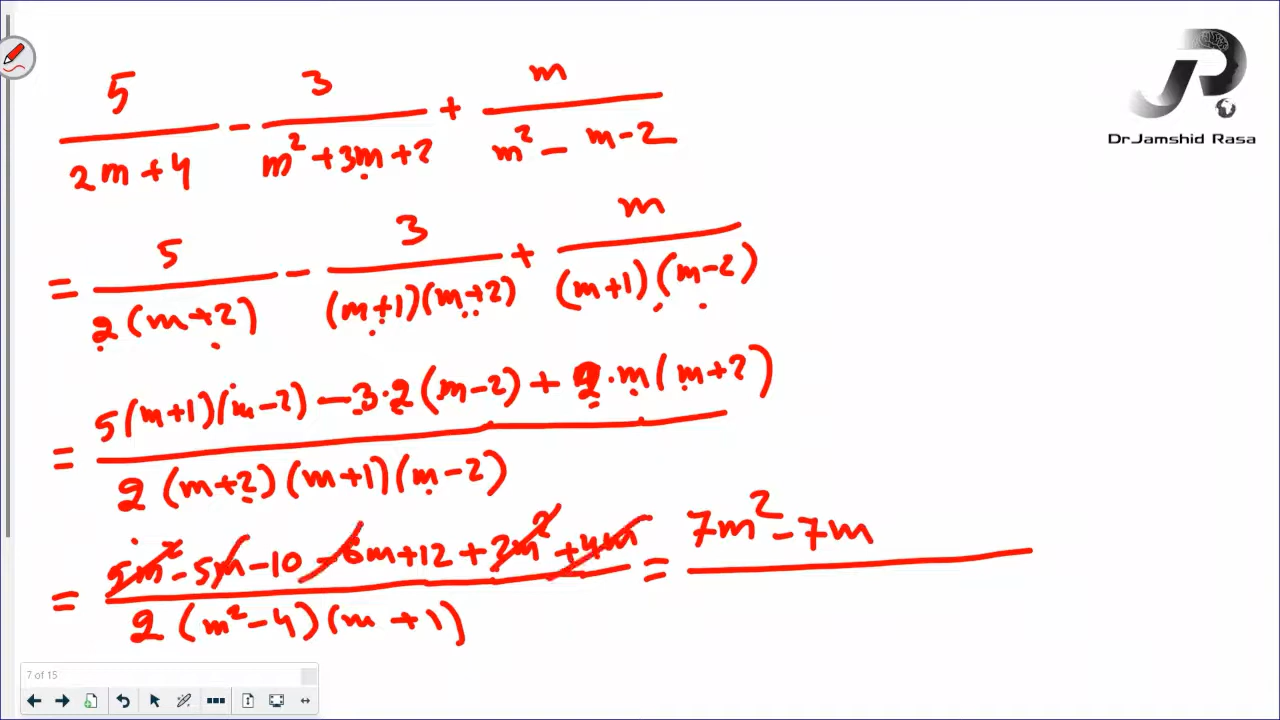 5/(2m+4) - 3/(m²+3m+2) + m/(m²-m-2)
Dr.Jamshid Rasa
= 5/(2(m+2)) - 3/((m+1)(m+2)) + m/((m+1)(m-2))
= (5(m+1)(m-2) - 3·2(m-2) + 2·m(m+2))/(2(m+2)(m+1)(m-2))
= (5m²-5m-10-6m+12+2m²+4m)/(2(m²-4)(m+1)) = 7m²-7m
7 of 15